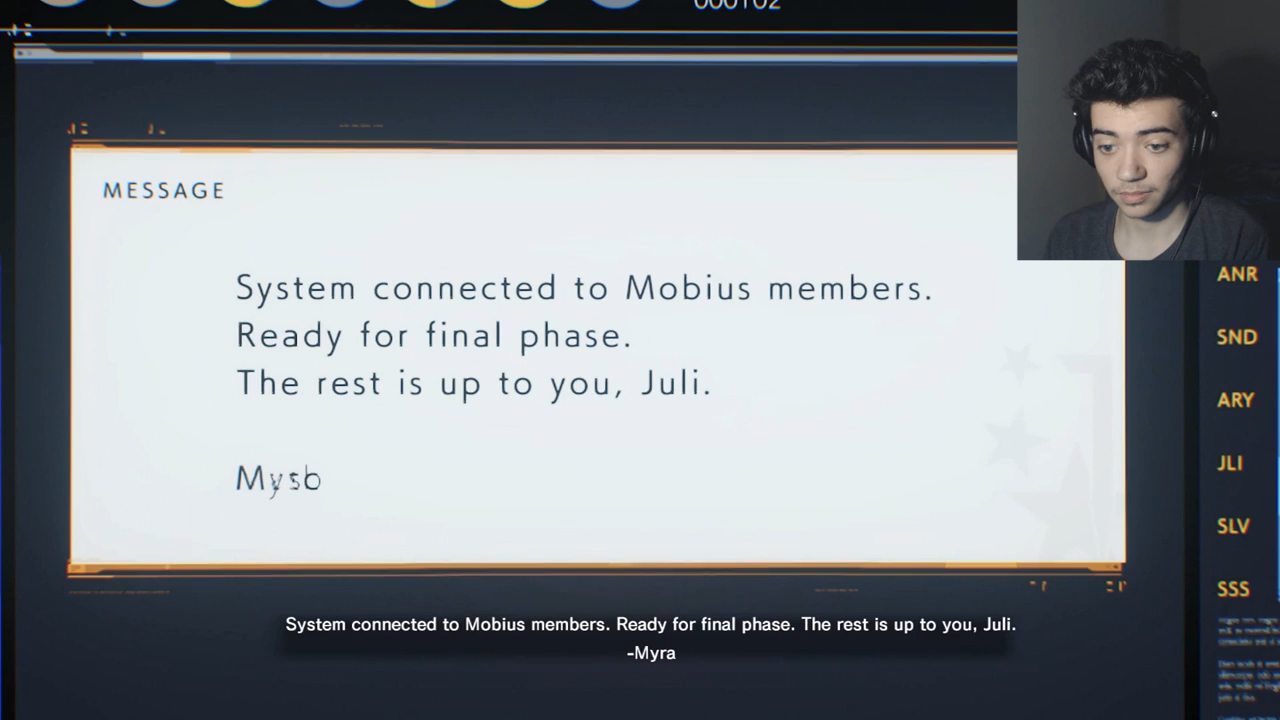 000102
MESSAGE
System connected to Mobius members.
Ready for final phase.
The rest is up to you, Juli.
Mysb
ANR
SND
ARY
JLI
SLV
SSS
System connected to Mobius members. Ready for final phase. The rest is up to you, Juli.
-Myra